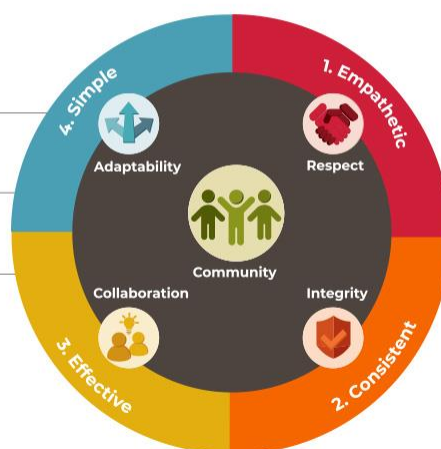 4. Simple
1. Empathetic
Adaptability
Respect
Community
Collaboration
Integrity
3. Effective
2. Consistent